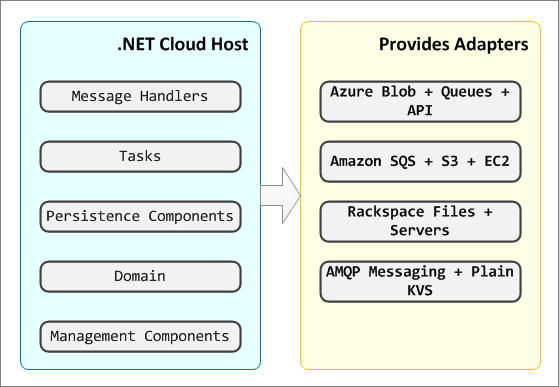 .NET Cloud Host
Message Handlers
Tasks
Persistence Components
Domain
Management Components
Provides Adapters
Azure Blob + Queues +
API
Amazon SQS + S3 + EC2
Rackspace Files +
Servers
AMQP Messaging + Plain
KVS